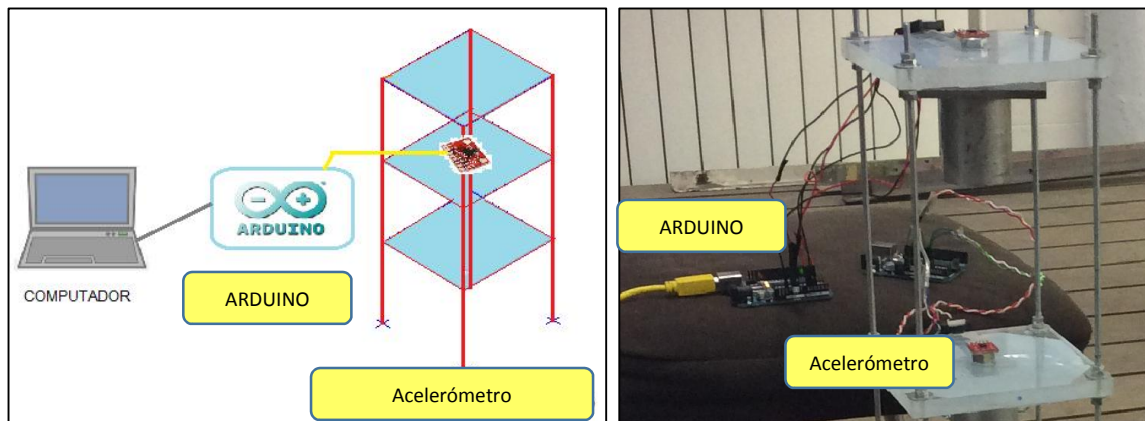 ARDUINO
COMPUTADOR
ARDUINO
Acelerómetro
ARDUINO
Acelerómetro